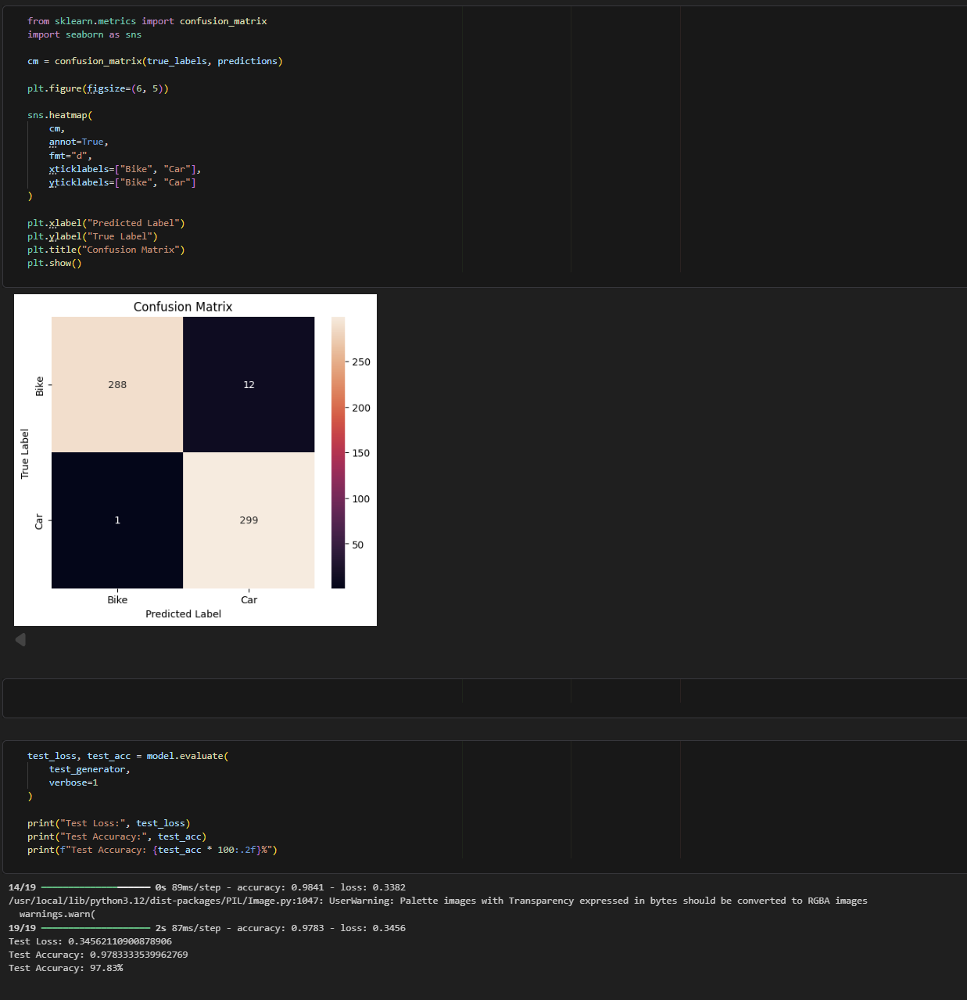 from sklearn.metrics import confusion_matrix
import seaborn as sns
cm = confusion_matrix(true_labels, predictions)
plt.figure(figsize=(6, 5))
sns.heatmap(
    cm,
    annot=True,
    fmt="d",
    xticklabels=["Bike", "Car"],
    yticklabels=["Bike", "Car"]
)
plt.xlabel("Predicted Label")
plt.ylabel("True Label")
plt.title("Confusion Matrix")
plt.show()
Confusion Matrix
True Label
Bike
288
12
Car
1
299
Bike
Car
Predicted Label
250
200
150
100
50
test_loss, test_acc = model.evaluate(
    test_generator,
    verbose=1
)
print("Test Loss:", test_loss)
print("Test Accuracy:", test_acc)
print(f"Test Accuracy: {test_acc * 100:.2f}%")
14/19 0s 89ms/step - accuracy: 0.9841 - loss: 0.3382
/usr/local/lib/python3.12/dist-packages/PIL/Image.py:1047: UserWarning: Palette images with Transparency expressed in bytes should be converted to RGBA images
  warnings.warn(
19/19 2s 87ms/step - accuracy: 0.9783 - loss: 0.3456
Test Loss: 0.34562110900878906
Test Accuracy: 0.9783333539962769
Test Accuracy: 97.83%